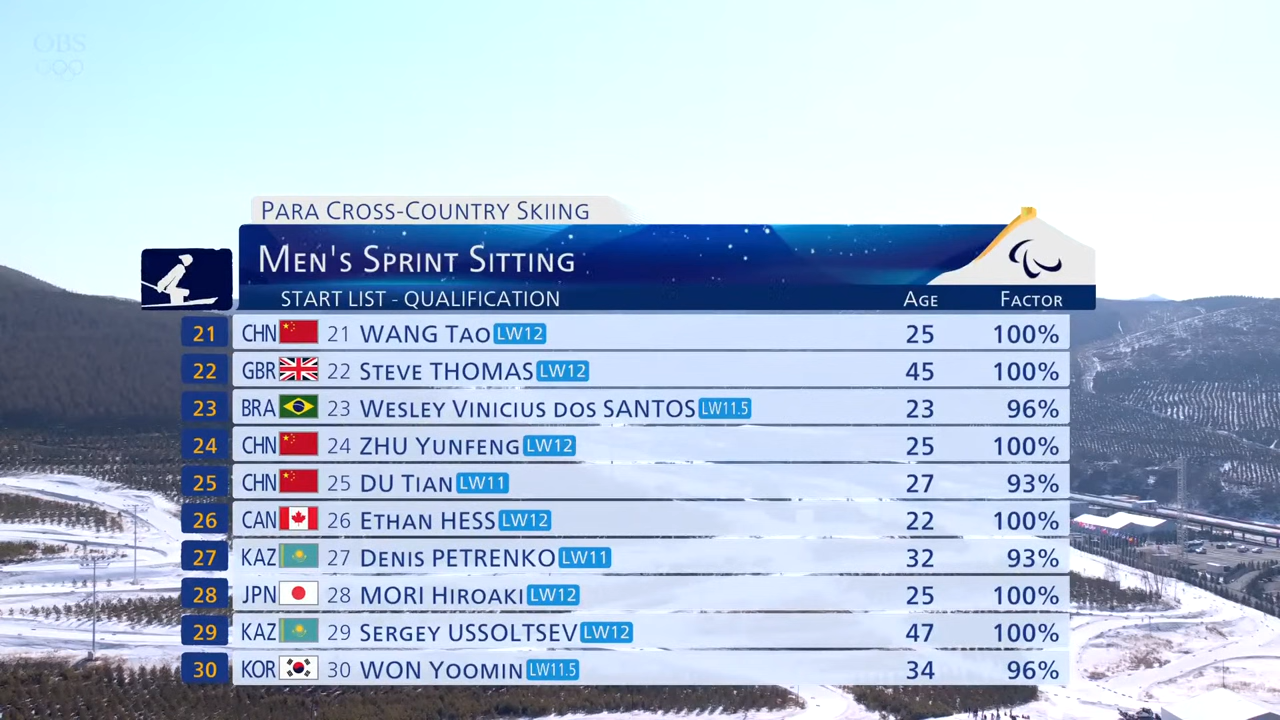 OBS
PARA CROSS-COUNTRY SKIING
MEN'S SPRINT SITTING
START LIST - QUALIFICATION AGE FACTOR
21 CHN 21 WANG TAO LW12 25 100%
22 GBR 22 STEVE THOMAS LW12 45 100%
23 BRA 23 WESLEY VINICIUS DOS SANTOS LW11.5 23 96%
24 CHN 24 ZHU YUNFENG LW12 25 100%
25 CHN 25 DU TIAN LW11 27 93%
26 CAN 26 ETHAN HESS LW12 22 100%
27 KAZ 27 DENIS PETRENKO LW11 32 93%
28 JPN 28 MORI HIROAKI LW12 25 100%
29 KAZ 29 SERGEY USSOLTSEV LW12 47 100%
30 KOR 30 WON YOOMIN LW11.5 34 96%